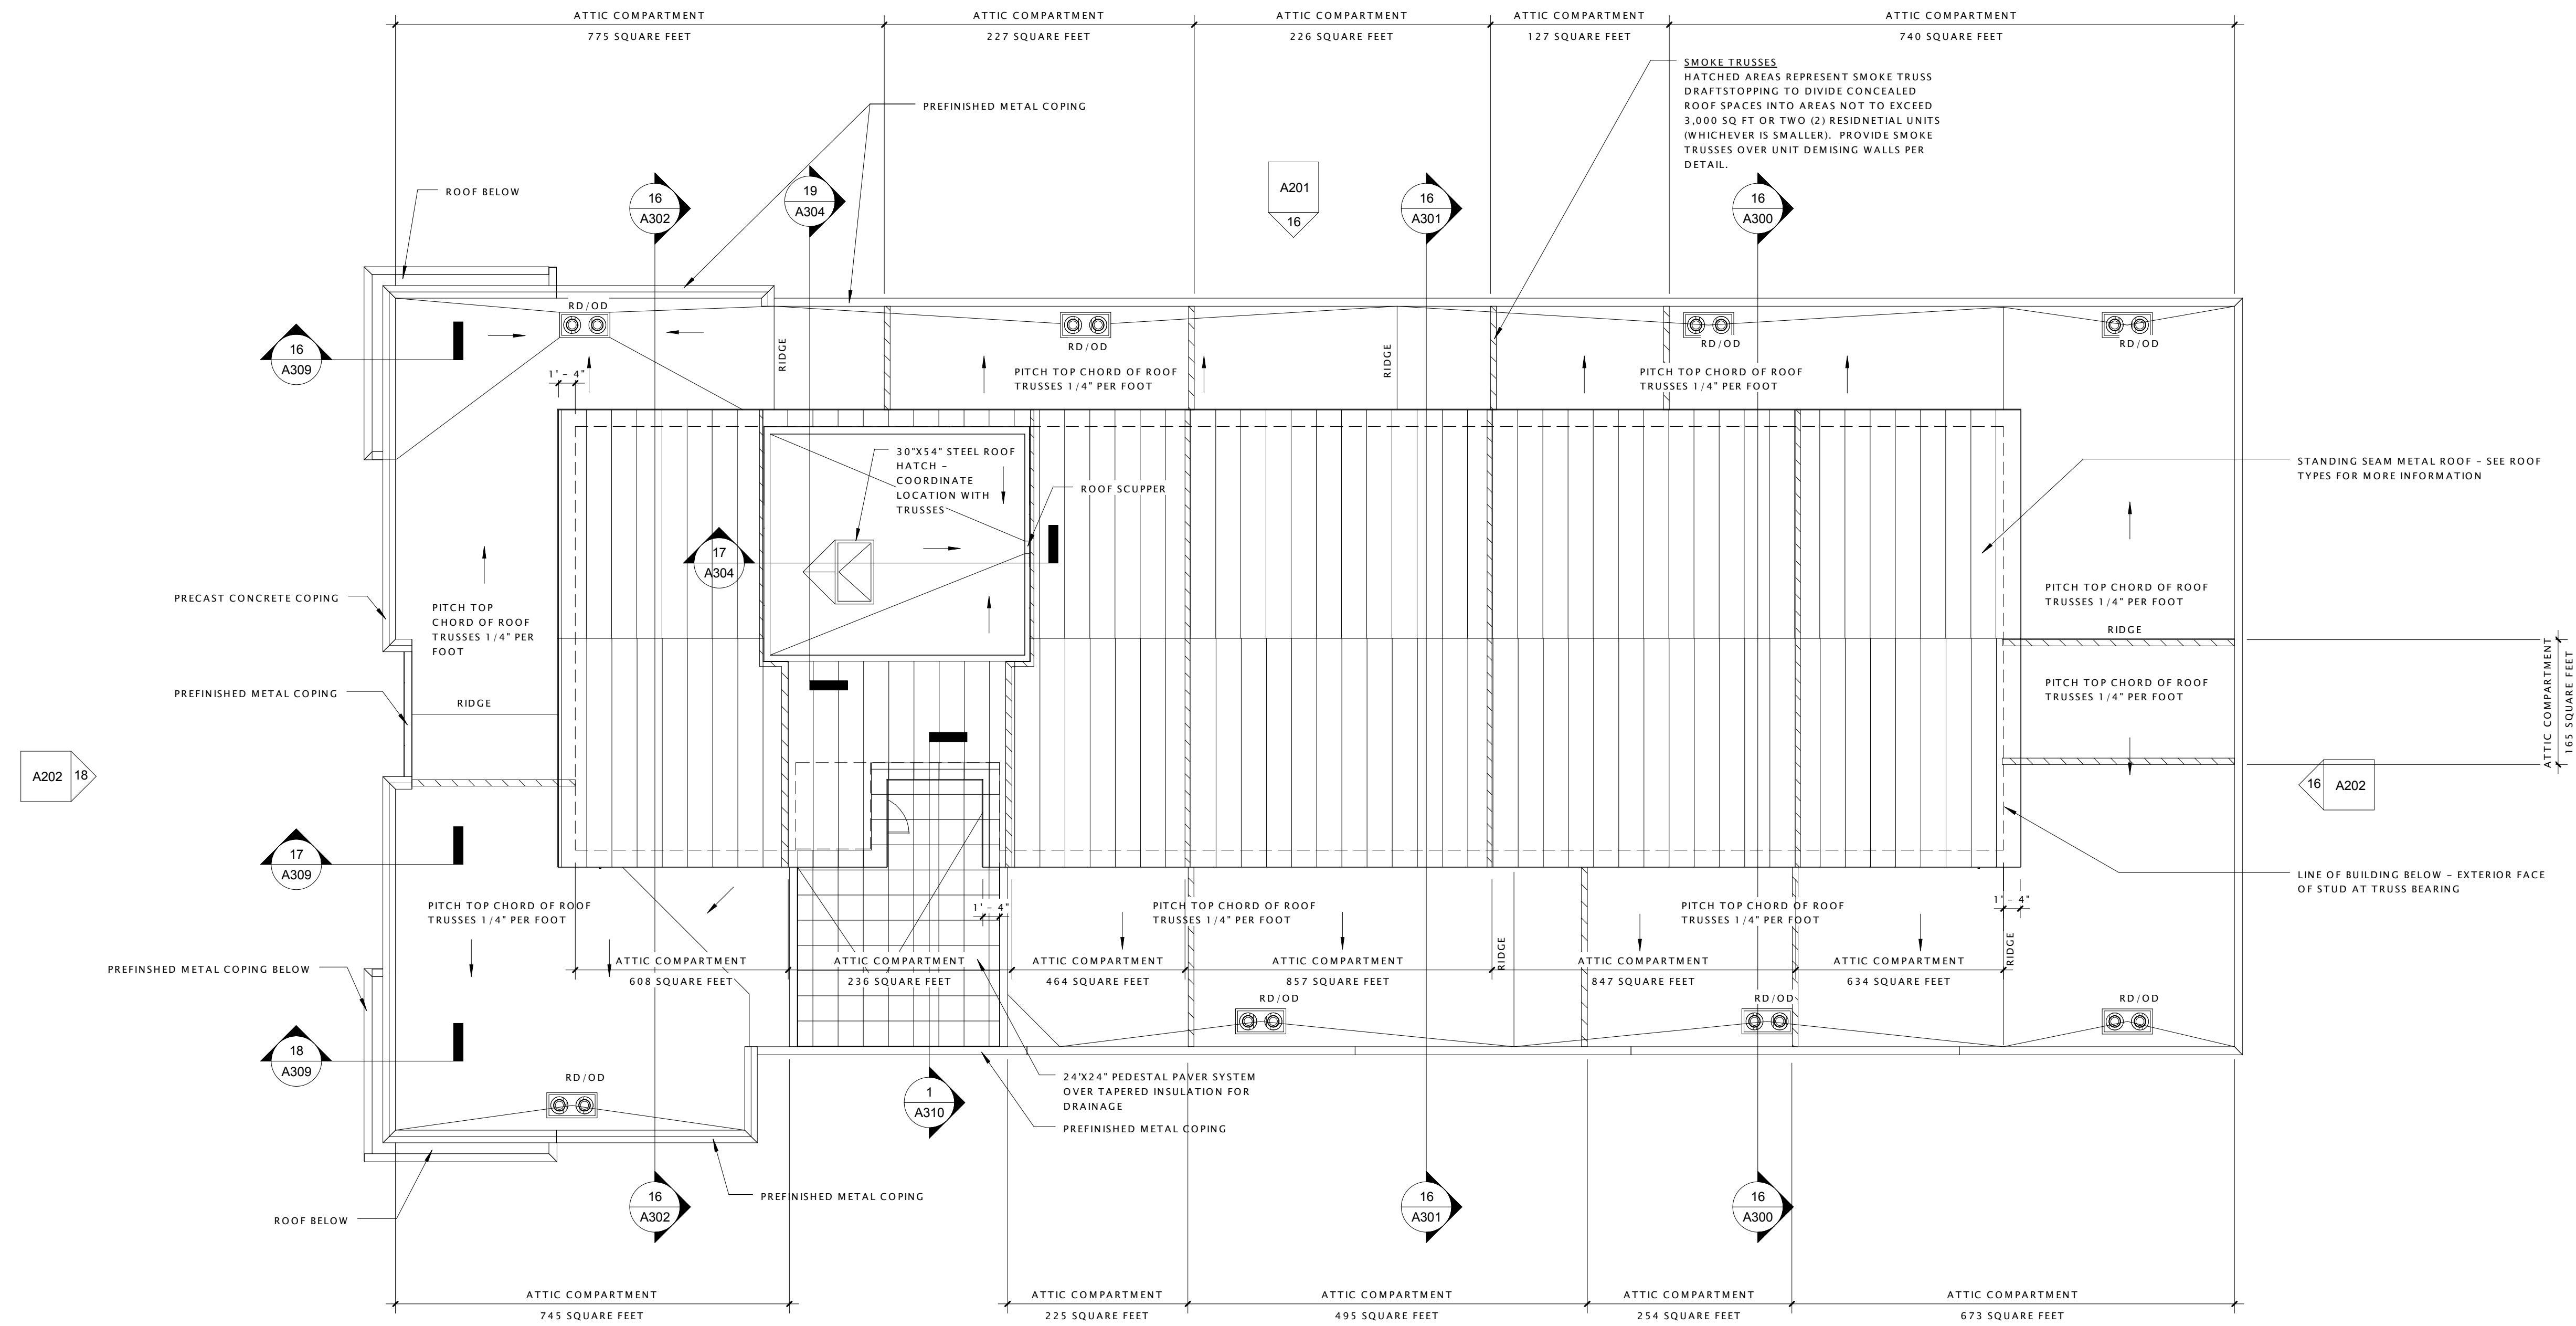 ATTIC COMPARTMENT
775 SQUARE FEET
ATTIC COMPARTMENT
227 SQUARE FEET
ATTIC COMPARTMENT
226 SQUARE FEET
ATTIC COMPARTMENT
127 SQUARE FEET
ATTIC COMPARTMENT
740 SQUARE FEET
SMOKE TRUSSES
HATCHED AREAS REPRESENT SMOKE TRUSS
DRAFTSTOPPING TO DIVIDE CONCEALED
ROOF SPACES INTO AREAS NOT TO EXCEED
3,000 SQ FT OR TWO (2) RESIDNETIAL UNITS
(WHICHEVER IS SMALLER). PROVIDE SMOKE
TRUSSES OVER UNIT DEMISING WALLS PER
DETAIL.
PREFINISHED METAL COPING
ROOF BELOW
16
A302
19
A304
A201
16
16
A301
16
A300
RD/OD
RD/OD
RD/OD
RD/OD
16
A309
RIDGE
RIDGE
1' - 4"
PITCH TOP CHORD OF ROOF
TRUSSES 1/4" PER FOOT
PITCH TOP CHORD OF ROOF
TRUSSES 1/4" PER FOOT
30"X54" STEEL ROOF
HATCH -
COORDINATE
LOCATION WITH
TRUSSES
ROOF SCUPPER
STANDING SEAM METAL ROOF - SEE ROOF
TYPES FOR MORE INFORMATION
17
A304
PRECAST CONCRETE COPING
PITCH TOP
CHORD OF ROOF
TRUSSES 1/4" PER
FOOT
PITCH TOP CHORD OF ROOF
TRUSSES 1/4" PER FOOT
RIDGE
PITCH TOP CHORD OF ROOF
TRUSSES 1/4" PER FOOT
ATTIC COMPARTMENT
165 SQUARE FEET
PREFINISHED METAL COPING
RIDGE
A202
18
16
A202
17
A309
LINE OF BUILDING BELOW - EXTERIOR FACE
OF STUD AT TRUSS BEARING
PITCH TOP CHORD OF ROOF
TRUSSES 1/4" PER FOOT
1' - 4"
PITCH TOP CHORD OF ROOF
TRUSSES 1/4" PER FOOT
PITCH TOP CHORD OF ROOF
TRUSSES 1/4" PER FOOT
1' - 4"
RIDGE
RIDGE
PREFINSHED METAL COPING BELOW
ATTIC COMPARTMENT
608 SQUARE FEET
ATTIC COMPARTMENT
236 SQUARE FEET
ATTIC COMPARTMENT
464 SQUARE FEET
ATTIC COMPARTMENT
857 SQUARE FEET
ATTIC COMPARTMENT
847 SQUARE FEET
ATTIC COMPARTMENT
634 SQUARE FEET
RD/OD
RD/OD
RD/OD
18
A309
RD/OD
1
A310
24'X24" PEDESTAL PAVER SYSTEM
OVER TAPERED INSULATION FOR
DRAINAGE
PREFINISHED METAL COPING
PREFINISHED METAL COPING
ROOF BELOW
16
A302
16
A301
16
A300
ATTIC COMPARTMENT
745 SQUARE FEET
ATTIC COMPARTMENT
225 SQUARE FEET
ATTIC COMPARTMENT
495 SQUARE FEET
ATTIC COMPARTMENT
254 SQUARE FEET
ATTIC COMPARTMENT
673 SQUARE FEET